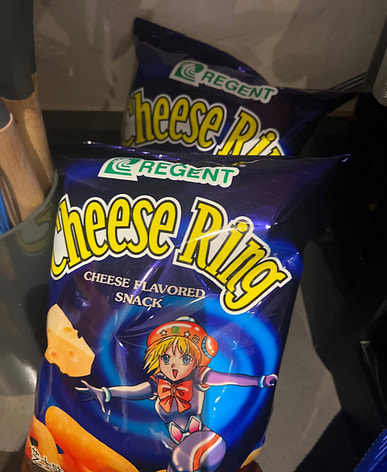 REGENT
Cheese Ri
REGENT
Cheese Ring
CHEESE FLAVORED
SNACK